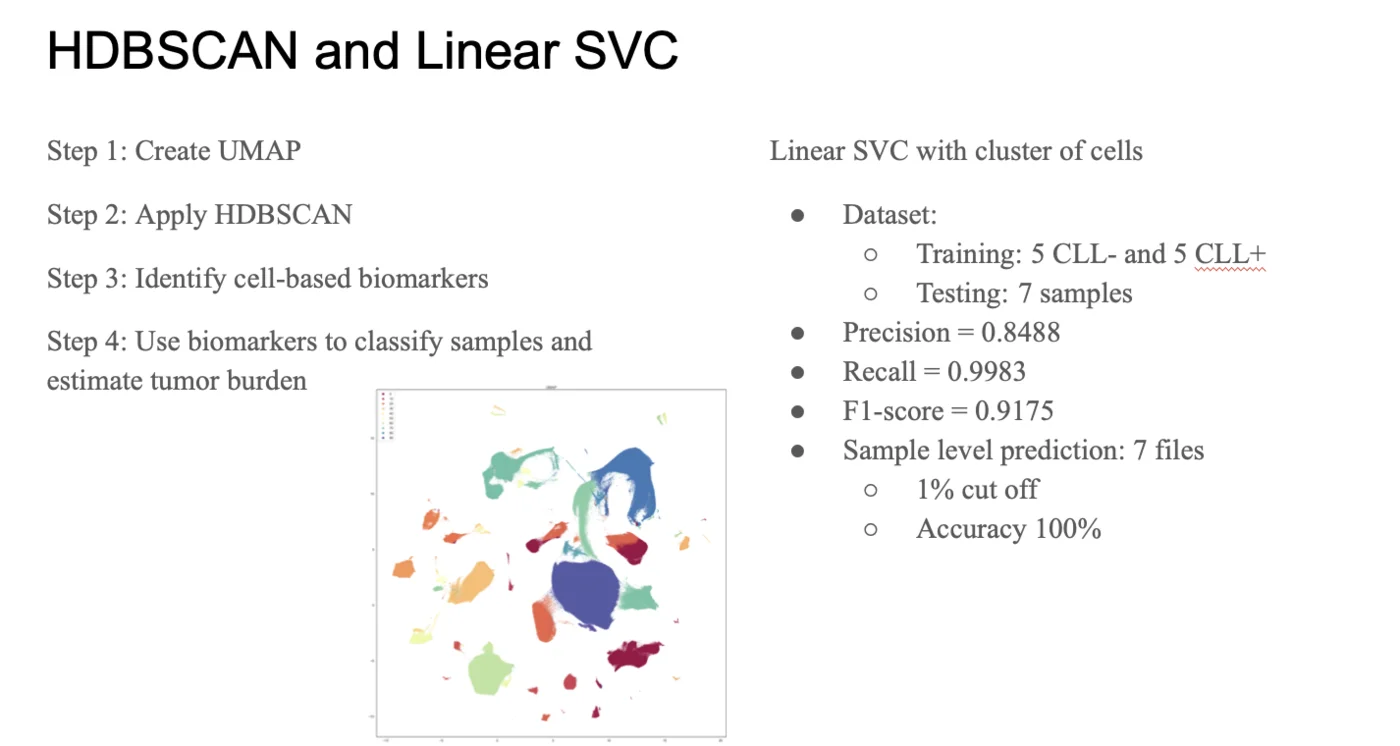 HDBSCAN and Linear SVC
Step 1: Create UMAP
Step 2: Apply HDBSCAN
Step 3: Identify cell-based biomarkers
Step 4: Use biomarkers to classify samples and
estimate tumor burden
Linear SVC with cluster of cells
● Dataset:
○ Training: 5 CLL- and 5 CLL+
○ Testing: 7 samples
● Precision = 0.8488
● Recall = 0.9983
● F1-score = 0.9175
● Sample level prediction: 7 files
○ 1% cut off
○ Accuracy 100%